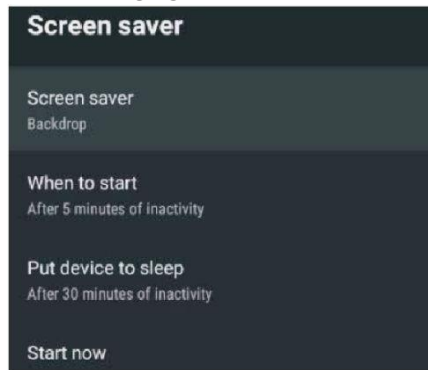 Screen saver
Screen saver
Backdrop
When to start
After 5 minutes of inactivity
Put device to sleep
After 30 minutes of inactivity
Start now